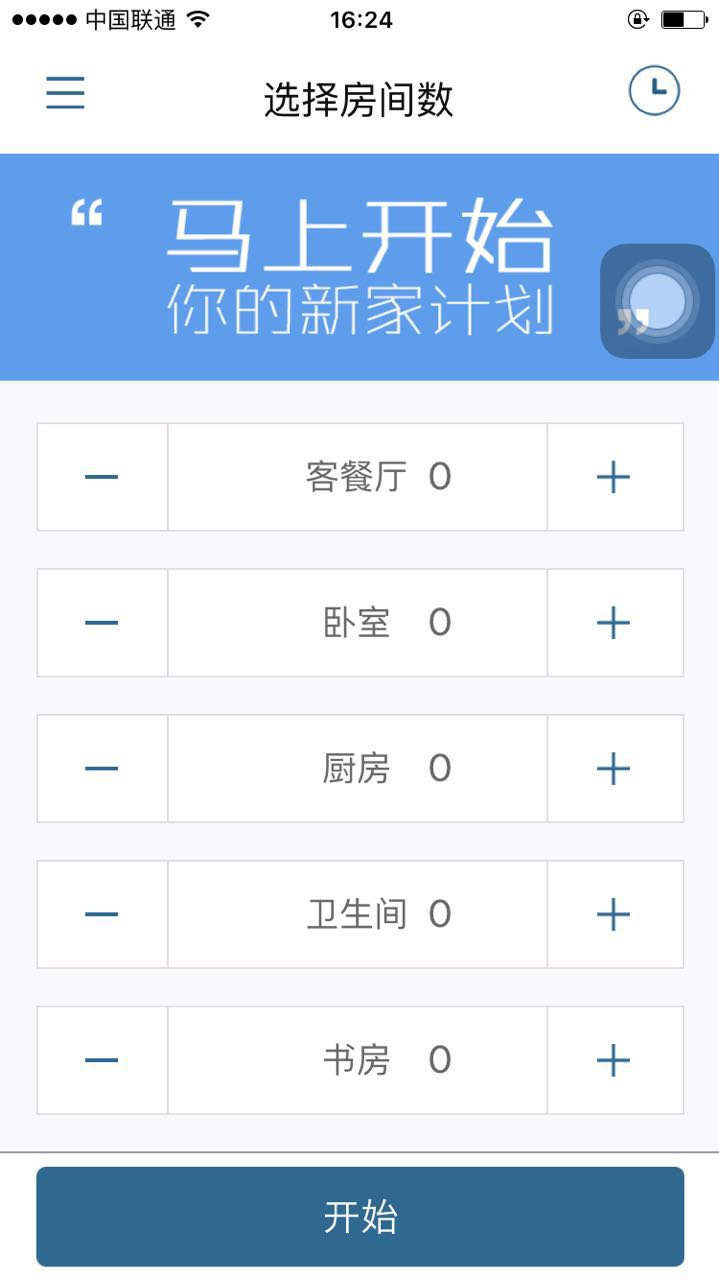 中国联通 16:24
选择房间数
“ 马上开始
你的新家计划 ”
客餐厅 0
卧室 0
厨房 0
卫生间 0
书房 0
开始